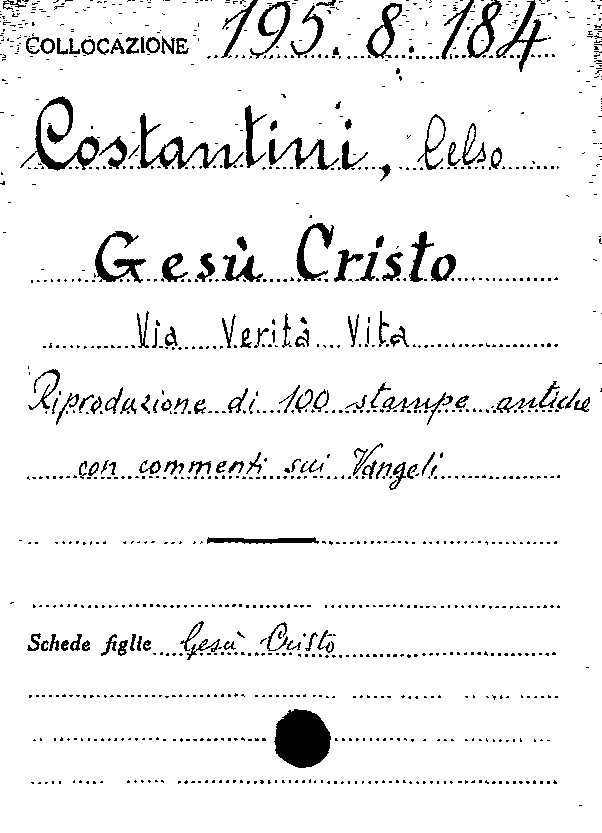 COLLOCAZIONE 195.8.184
Costantini, Celso
Gesù Cristo
Via Verità Vita
Riproduzione di 100 stampe antiche
con commenti sui Vangeli
Schede figlie Gesù Cristo